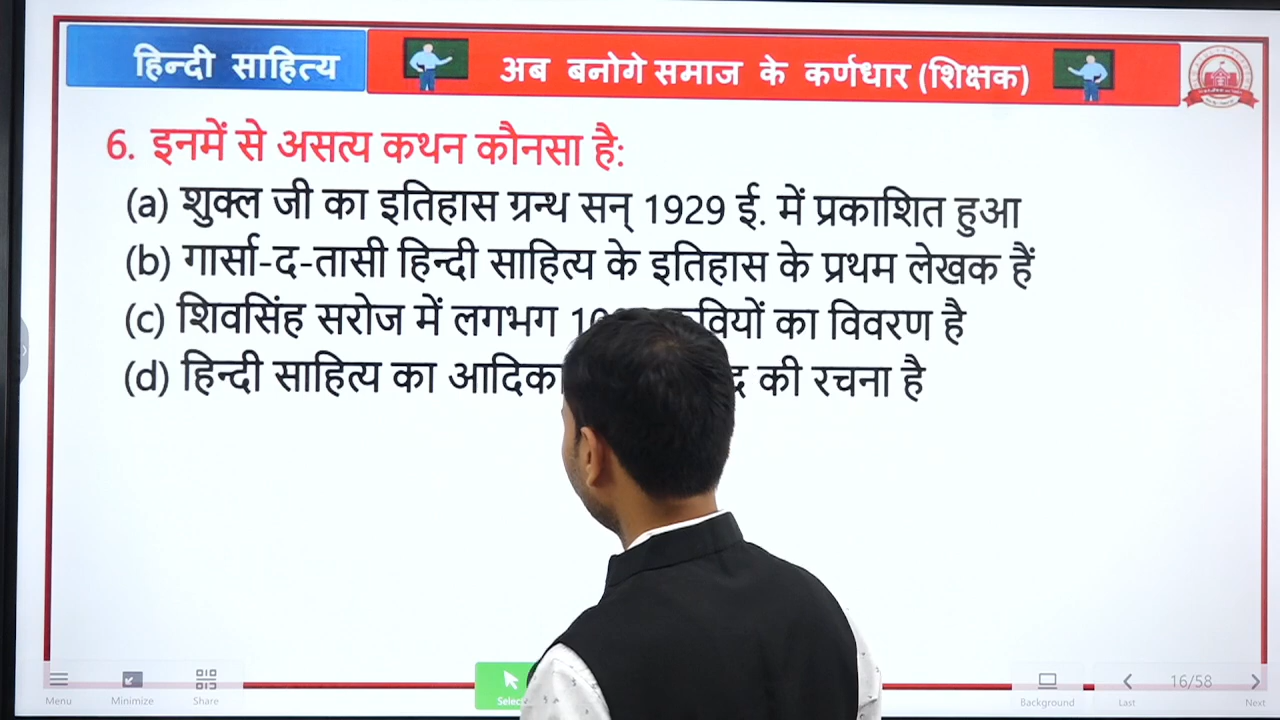 हिन्दी साहित्य
अब बनोगे समाज के कर्णधार (शिक्षक)
6. इनमें से असत्य कथन कौनसा है:
(a) शुक्ल जी का इतिहास ग्रन्थ सन् 1929 ई. में प्रकाशित हुआ
(b) गार्सा-द-तासी हिन्दी साहित्य के इतिहास के प्रथम लेखक हैं
(c) शिवसिंह सरोज में लगभग का विवरण है
(d) हिन्दी साहित्य का की रचना है
Menu Minimize Share Select Background Last 16/58 Next